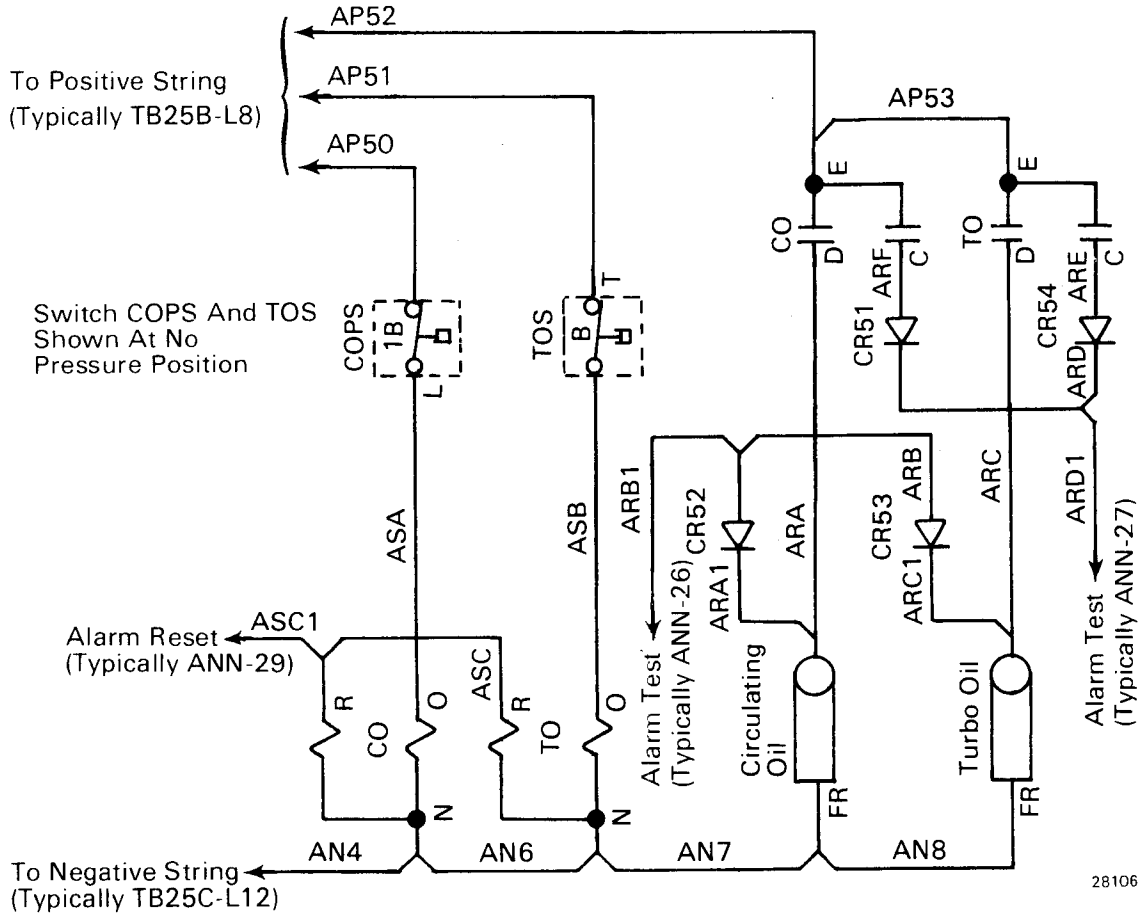 AP52
To Positive String
(Typically TB25B-L8)
AP51
AP50
AP53
E
E
CO
D
ARF
C
TO
D
ARE
C
Switch COPS And TOS
Shown At No
Pressure Position
COPS
1B
L
TOS
B
T
CR51
CR54
ARD
ASA
ASB
ARB1
CR52
ARA1
ARA
ARB
CR53
ARC1
ARC
ARD1
Alarm Test
(Typically ANN-27)
Alarm Reset
(Typically ANN-29)
ASC1
ASC
R
CO
O
R
TO
O
Alarm Test
(Typically ANN-26)
Circulating
Oil
Turbo Oil
N
N
FR
FR
To Negative String
(Typically TB25C-L12)
AN4
AN6
AN7
AN8
28106